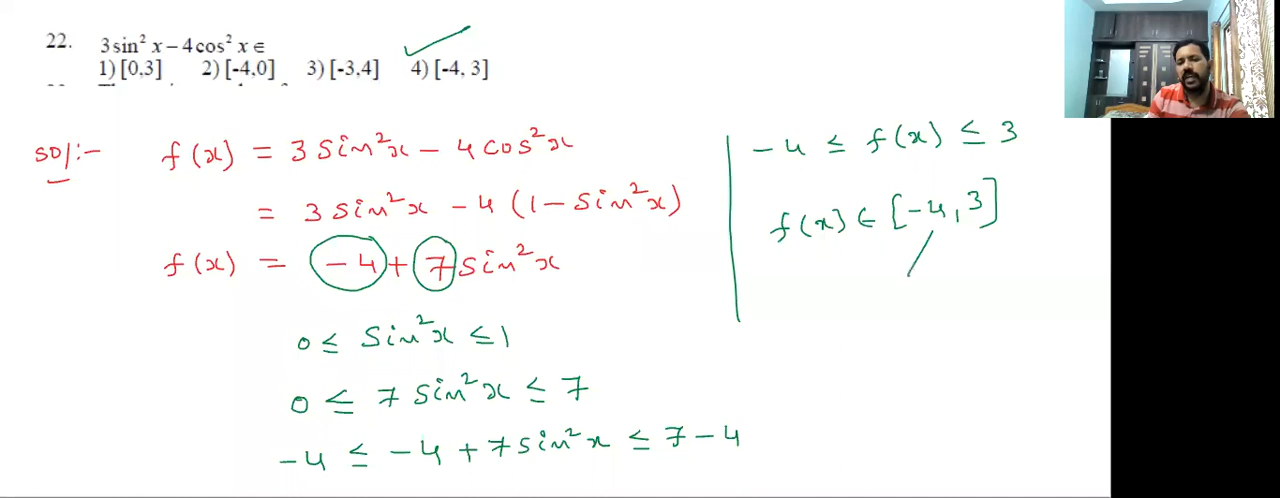 22. 3 sin² x – 4 cos² x ∈
1) [0,3] 2) [-4,0] 3) [-3,4] 4) [-4, 3]
sol:- f(x) = 3 sin²x – 4 cos²x
= 3 sin²x – 4 (1 – sin²x)
f(x) = –4 + 7 sin²x
0 ≤ sin²x ≤ 1
0 ≤ 7 sin²x ≤ 7
–4 ≤ –4 + 7 sin²x ≤ 7 – 4
–4 ≤ f(x) ≤ 3
f(x) ∈ [–4, 3]